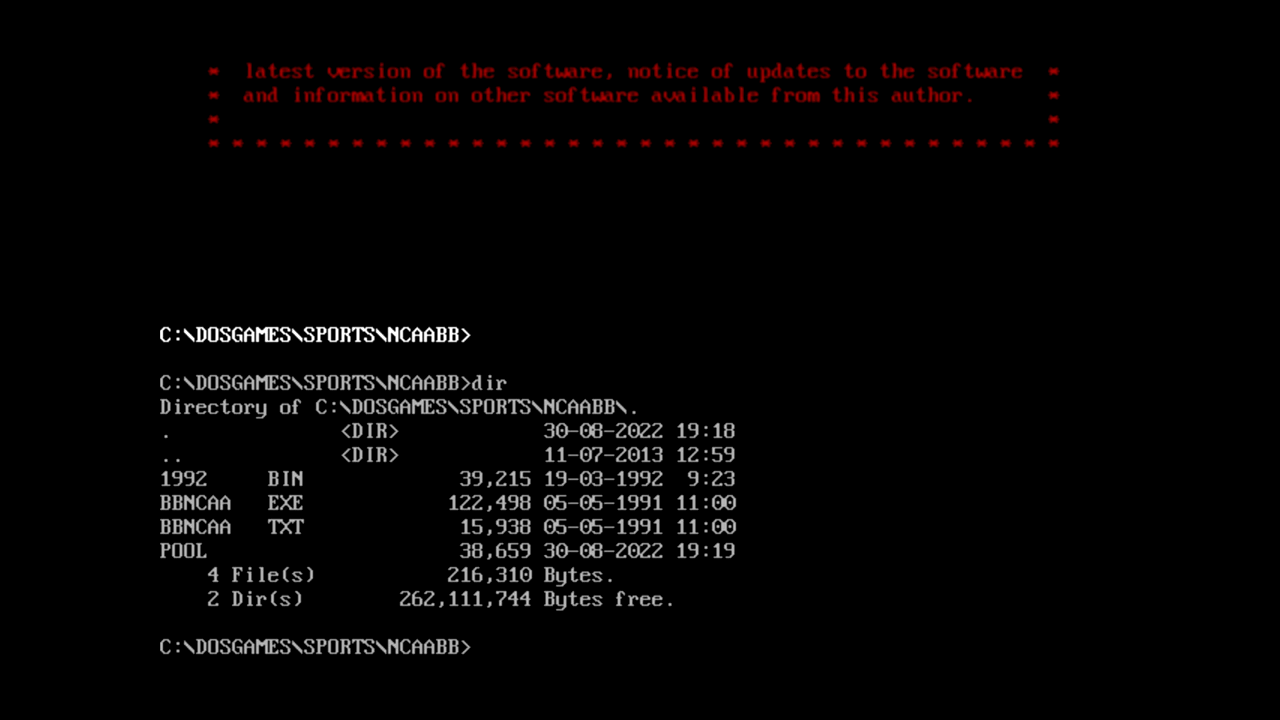 * latest version of the software, notice of updates to the software *
* and information on other software available from this author. *
* *
* * * * * * * * * * * * * * * * * * * * * * * * * * * * * * * * * * * *
C:\DOSGAMES\SPORTS\NCAABB>
C:\DOSGAMES\SPORTS\NCAABB>dir
Directory of C:\DOSGAMES\SPORTS\NCAABB\.
. <DIR> 30-08-2022 19:18
.. <DIR> 11-07-2013 12:59
1992 BIN 39,215 19-03-1992 9:23
BBNCAA EXE 122,498 05-05-1991 11:00
BBNCAA TXT 15,938 05-05-1991 11:00
POOL 38,659 30-08-2022 19:19
4 File(s) 216,310 Bytes.
2 Dir(s) 262,111,744 Bytes free.
C:\DOSGAMES\SPORTS\NCAABB>